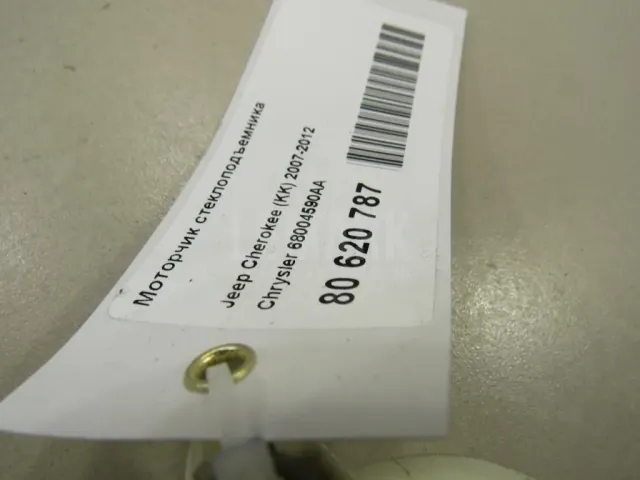 Моторчик стеклоподъемника
Jeep Cherokee (KK) 2007-2012
Chrysler 68004590AA
80 620 787